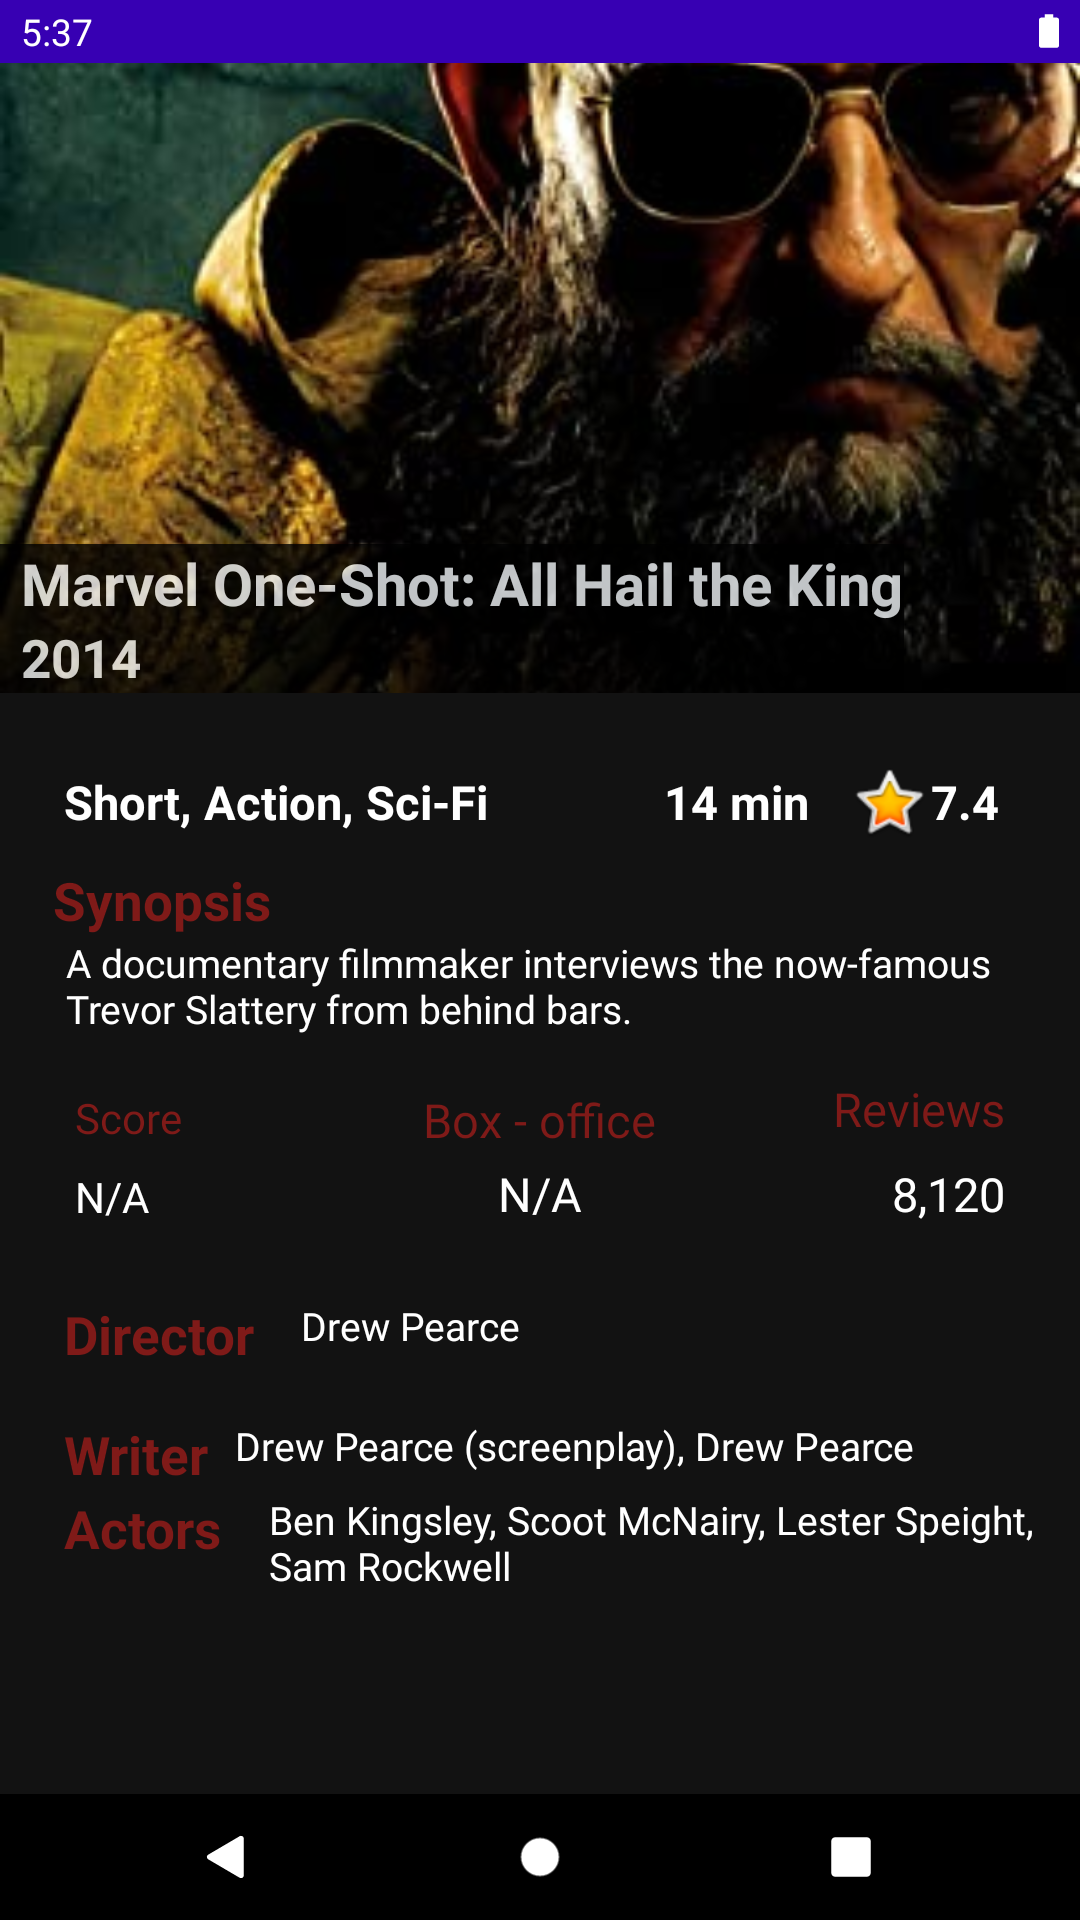 5:37
Marvel One-Shot: All Hail the King
2014
Short, Action, Sci-Fi 14 min 7.4
Synopsis
A documentary filmmaker interviews the now-famous
Trevor Slattery from behind bars.
Score Box - office Reviews
N/A N/A 8,120
Director Drew Pearce
Writer Drew Pearce (screenplay), Drew Pearce
Actors Ben Kingsley, Scoot McNairy, Lester Speight,
Sam Rockwell